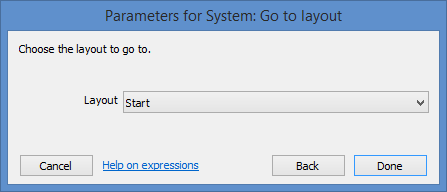 Parameters for System: Go to layout
Choose the layout to go to.
Layout Start
Cancel Help on expressions Back Done